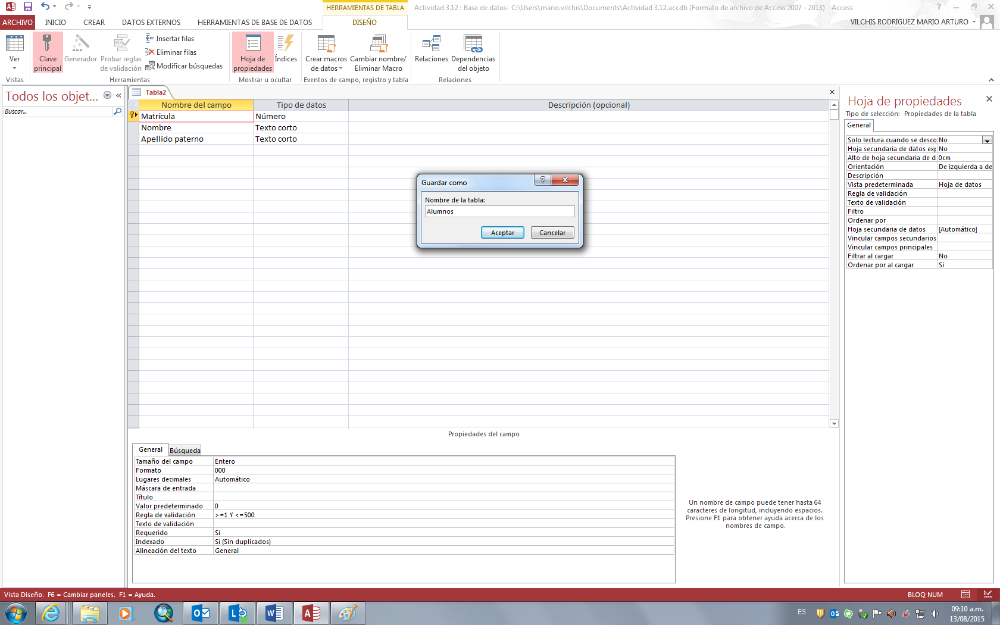 HERRAMIENTAS DE TABLA
Actividad 3.12 : Base de datos- C:\Users\mario.vilchis\Documents\Actividad 3.12.accdb (Formato de archivo de Access 2007 - 2013) - Access
ARCHIVO INICIO CREAR DATOS EXTERNOS HERRAMIENTAS DE BASE DE DATOS DISEÑO
VILCHIS RODRIGUEZ MARIO ARTURO
Ver
Clave principal
Generador
Probar reglas de validación
Insertar filas
Eliminar filas
Modificar búsquedas
Hoja de propiedades
Índices
Crear macros de datos
Cambiar nombre/ Eliminar Macro
Relaciones
Dependencias del objeto
Vistas
Herramientas
Mostrar u ocultar
Eventos de campo, registro y tabla
Relaciones
Todos los objet...
«
Buscar...
Tabla2
Nombre del campo Tipo de datos Descripción (opcional)
Matrícula Número
Nombre Texto corto
Apellido paterno Texto corto
Guardar como
?
Nombre de la tabla:
Alumnos
Aceptar Cancelar
Propiedades del campo
General Búsqueda
Tamaño del campo Entero
Formato 000
Lugares decimales Automático
Máscara de entrada
Título
Valor predeterminado 0
Regla de validación >=1 Y <=500
Texto de validación
Requerido Sí
Indexado Sí (Sin duplicados)
Alineación del texto General
Un nombre de campo puede tener hasta 64
caracteres de longitud, incluyendo espacios.
Presione F1 para obtener ayuda acerca de los
nombres de campo.
Hoja de propiedades
Tipo de selección: Propiedades de la tabla
General
Solo lectura cuando se desco No
Hoja secundaria de datos exp No
Alto de hoja secundaria de d 0cm
Orientación De izquierda a de
Descripción
Vista predeterminada Hoja de datos
Regla de validación
Texto de validación
Filtro
Ordenar por
Hoja secundaria de datos [Automático]
Vincular campos secundarios
Vincular campos principales
Filtrar al cargar No
Ordenar por al cargar Sí
Vista Diseño. F6 = Cambiar paneles. F1 = Ayuda.
BLOQ NUM
ES
09:10 a.m.
13/08/2015